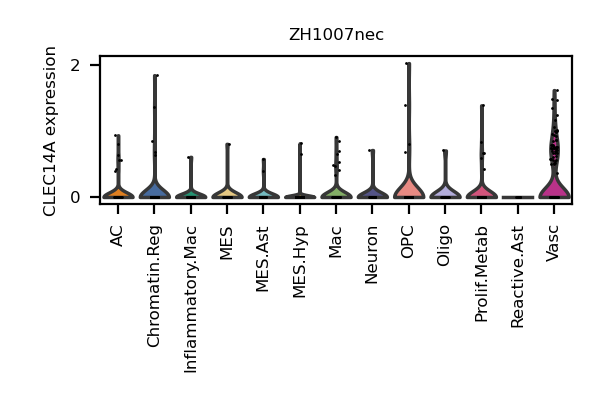 ZH1007nec
CLEC14A expression
2
0
AC
Chromatin.Reg
Inflammatory.Mac
MES
MES.Ast
MES.Hyp
Mac
Neuron
OPC
Oligo
Prolif.Metab
Reactive.Ast
Vasc